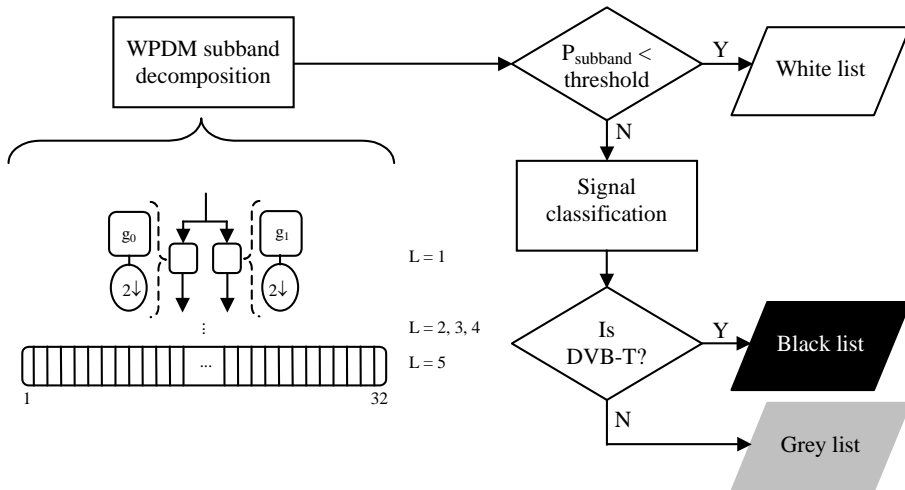 WPDM subband
decomposition
P_subband <
threshold
Y
White list
N
Signal
classification
g₀
g₁
2↓
2↓
L = 1
⋮
L = 2, 3, 4
...
L = 5
1
32
Is
DVB-T?
Y
Black list
N
Grey list